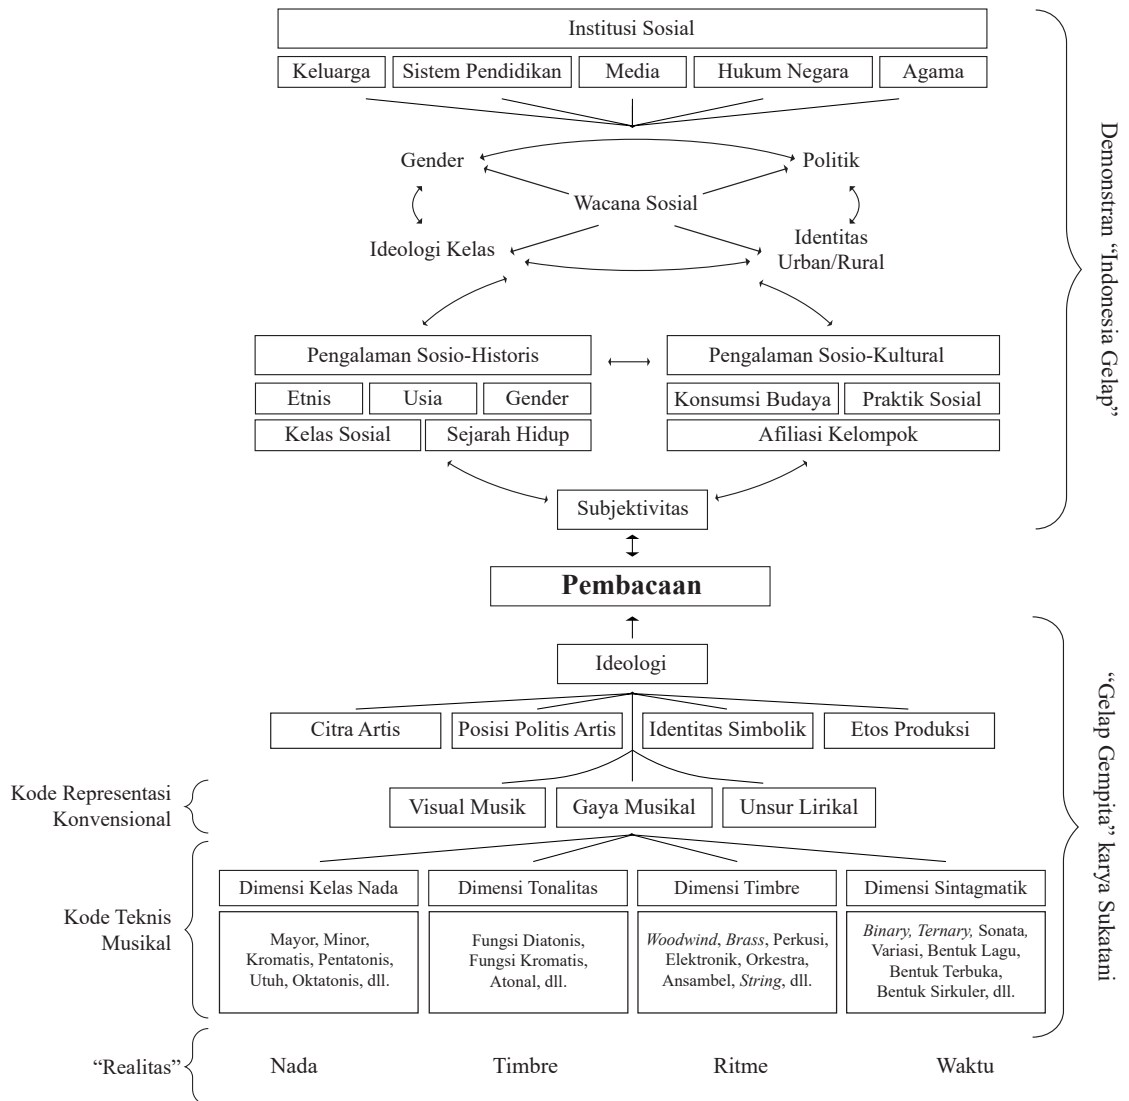 Institusi Sosial
Keluarga
Sistem Pendidikan
Media
Hukum Negara
Agama
Gender
Politik
Wacana Sosial
Ideologi Kelas
Identitas
Urban/Rural
Pengalaman Sosio-Historis
Pengalaman Sosio-Kultural
Etnis
Usia
Gender
Konsumsi Budaya
Praktik Sosial
Kelas Sosial
Sejarah Hidup
Afiliasi Kelompok
Subjektivitas
Demonstran “Indonesia Gelap”
Pembacaan
Ideologi
Citra Artis
Posisi Politis Artis
Identitas Simbolik
Etos Produksi
Kode Representasi
Konvensional
Visual Musik
Gaya Musikal
Unsur Lirikal
Kode Teknis
Musikal
Dimensi Kelas Nada
Dimensi Tonalitas
Dimensi Timbre
Dimensi Sintagmatik
Mayor, Minor,
Kromatis, Pentatonis,
Utuh, Oktatonis, dll.
Fungsi Diatonis,
Fungsi Kromatis,
Atonal, dll.
Woodwind, Brass, Perkusi,
Elektronik, Orkestra,
Ansambel, String, dll.
Binary, Ternary, Sonata,
Variasi, Bentuk Lagu,
Bentuk Terbuka,
Bentuk Sirkuler, dll.
“Gelap Gempita” karya Sukatani
“Realitas”
Nada
Timbre
Ritme
Waktu